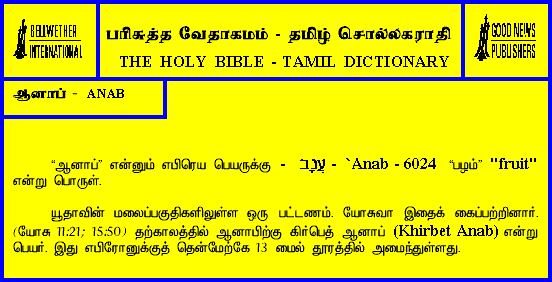 BELLWETHER
INTERNATIONAL
பரிசுத்த வேதாகமம் - தமிழ் சொல்லகராதி
THE HOLY BIBLE - TAMIL DICTIONARY
GOOD NEWS
PUBLISHERS
ஆனாப் - ANAB
“ஆனாப்” என்னும் எபிரெய பெயருக்கு - עֲנָב - `Anab - 6024 “பழம்” "fruit"
என்று பொருள்.
யூதாவின் மலைப்பகுதிகளிலுள்ள ஒரு பட்டணம். யோசுவா இதைக் கைப்பற்றினார்.
(யோசு 11:21; 15:50) தற்காலத்தில் ஆனாபிற்கு கிர்பெத் ஆனாப் (Khirbet Anab) என்று
பெயர். இது எபிரோனுக்குத் தென்மேற்கே 13 மைல் தூரத்தில் அமைந்துள்ளது.